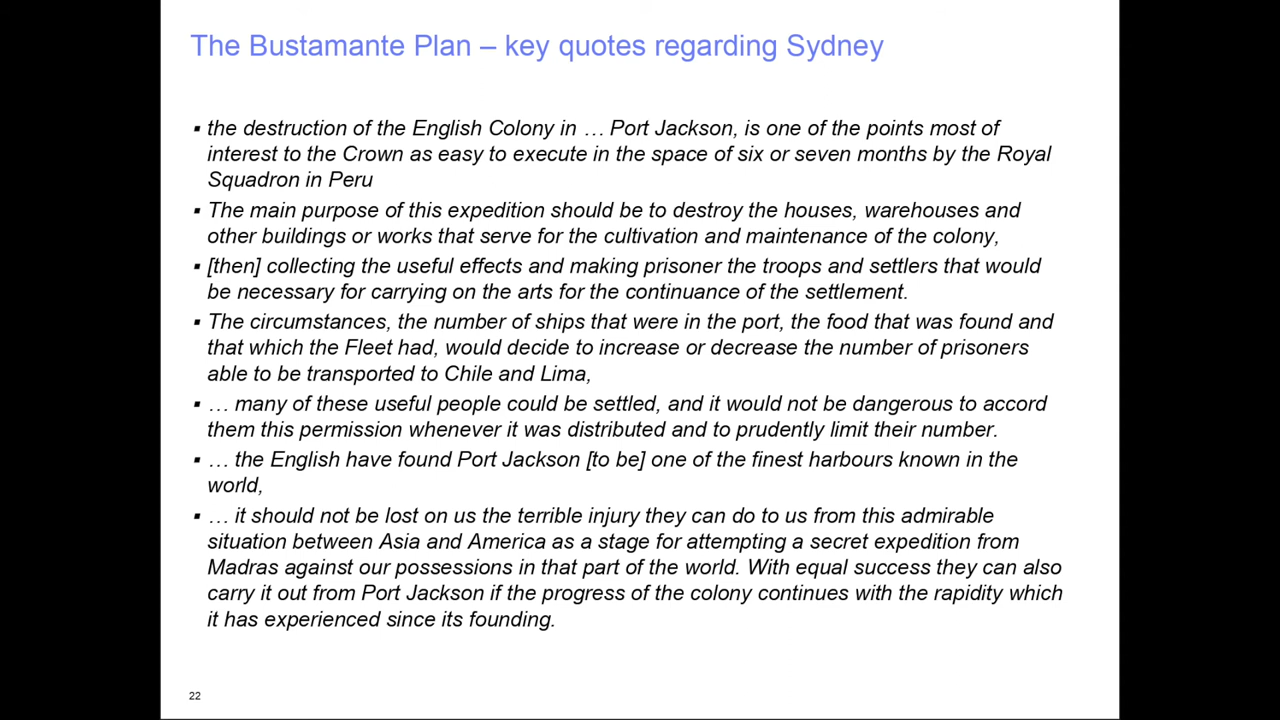 The Bustamante Plan – key quotes regarding Sydney
▪ the destruction of the English Colony in … Port Jackson, is one of the points most of
interest to the Crown as easy to execute in the space of six or seven months by the Royal
Squadron in Peru
▪ The main purpose of this expedition should be to destroy the houses, warehouses and
other buildings or works that serve for the cultivation and maintenance of the colony,
▪ [then] collecting the useful effects and making prisoner the troops and settlers that would
be necessary for carrying on the arts for the continuance of the settlement.
▪ The circumstances, the number of ships that were in the port, the food that was found and
that which the Fleet had, would decide to increase or decrease the number of prisoners
able to be transported to Chile and Lima,
▪ … many of these useful people could be settled, and it would not be dangerous to accord
them this permission whenever it was distributed and to prudently limit their number.
▪ … the English have found Port Jackson [to be] one of the finest harbours known in the
world,
▪ … it should not be lost on us the terrible injury they can do to us from this admirable
situation between Asia and America as a stage for attempting a secret expedition from
Madras against our possessions in that part of the world. With equal success they can also
carry it out from Port Jackson if the progress of the colony continues with the rapidity which
it has experienced since its founding.
22